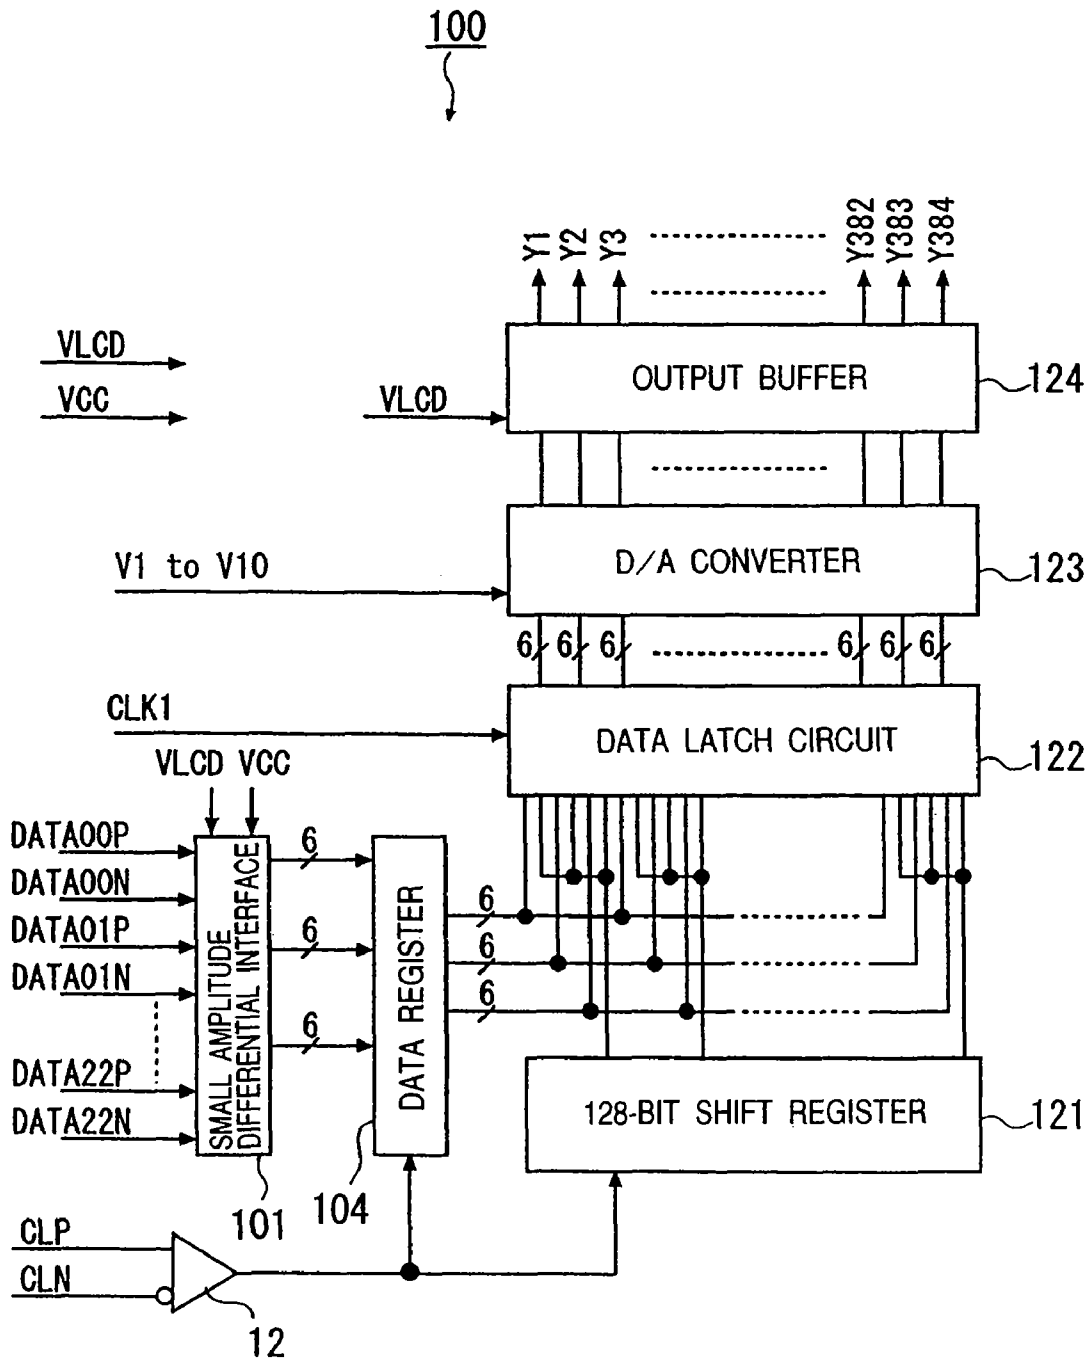 100
Y1 Y2 Y3 Y382 Y383 Y384
VLCD
VCC
VLCD
OUTPUT BUFFER
124
V1 to V10
D/A CONVERTER
123
6 6 6 6 6 6
CLK1
DATA LATCH CIRCUIT
122
VLCD VCC
DATA00P
DATA00N
DATA01P
DATA01N
DATA22P
DATA22N
SMALL AMPLITUDE
DIFFERENTIAL INTERFACE
101
6
6
6
DATA REGISTER
104
6
6
6
128-BIT SHIFT REGISTER
121
CLP
CLN
12